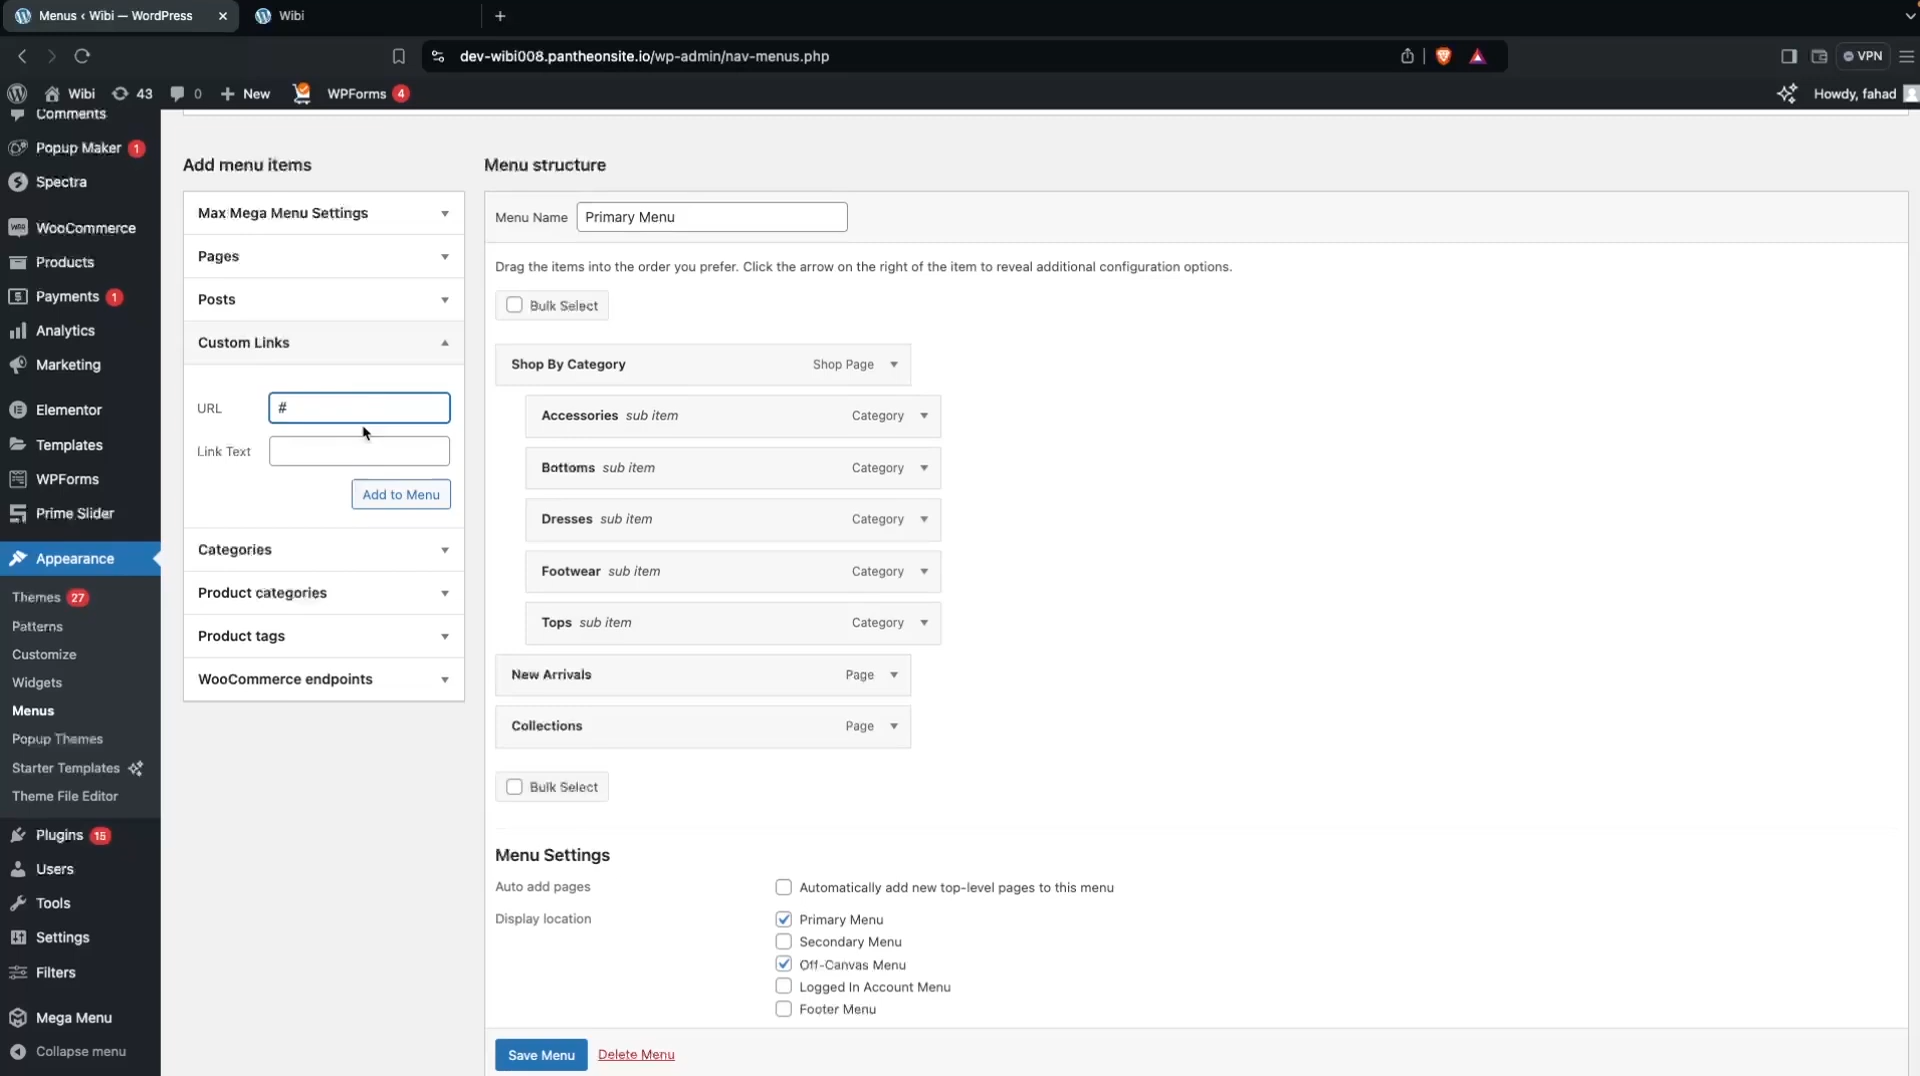 Menus ‹ Wibi — WordPress
Wibi
dev-wibi008.pantheonsite.io/wp-admin/nav-menus.php
VPN
Wibi
43
0
New
WPForms 4
Howdy, fahad
Comments
Popup Maker 1
Spectra
WooCommerce
Products
Payments 1
Analytics
Marketing
Elementor
Templates
WPForms
Prime Slider
Appearance
Themes 27
Patterns
Customize
Widgets
Menus
Popup Themes
Starter Templates
Theme File Editor
Plugins 15
Users
Tools
Settings
Filters
Mega Menu
Collapse menu
Add menu items
Max Mega Menu Settings
Pages
Posts
Custom Links
URL #
Link Text
Add to Menu
Categories
Product categories
Product tags
WooCommerce endpoints
Menu structure
Menu Name Primary Menu
Drag the items into the order you prefer. Click the arrow on the right of the item to reveal additional configuration options.
Bulk Select
Shop By Category Shop Page
Accessories sub item Category
Bottoms sub item Category
Dresses sub item Category
Footwear sub item Category
Tops sub item Category
New Arrivals Page
Collections Page
Bulk Select
Menu Settings
Auto add pages Automatically add new top-level pages to this menu
Display location Primary Menu
Secondary Menu
Off-Canvas Menu
Logged In Account Menu
Footer Menu
Save Menu Delete Menu